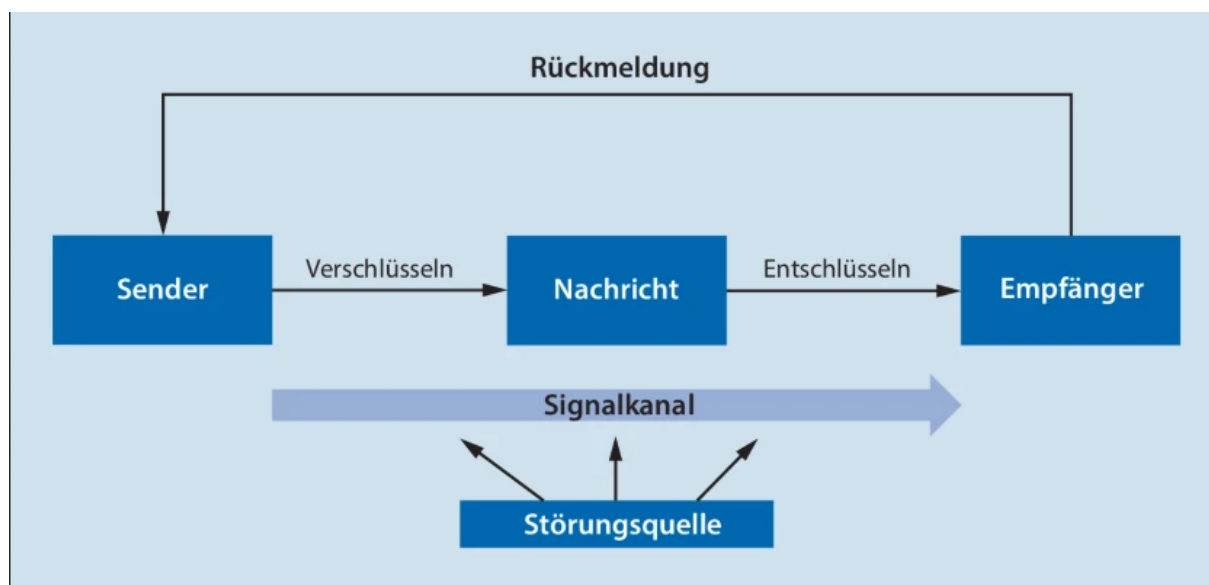 Rückmeldung
Sender
Verschlüsseln
Nachricht
Entschlüsseln
Empfänger
Signalkanal
Störungsquelle